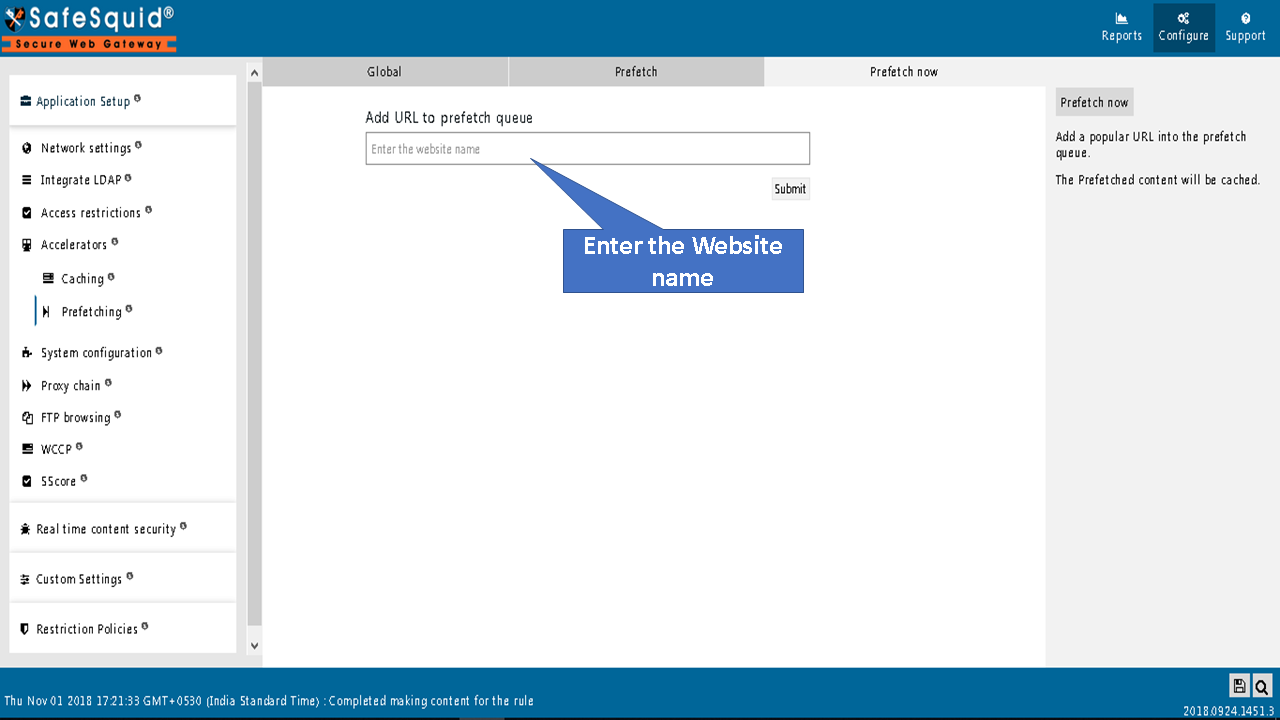 SafeSquid®
Secure Web Gateway
Reports
Configure
Support
Application Setup
Network settings
Integrate LDAP
Access restrictions
Accelerators
Caching
Prefetching
System configuration
Proxy chain
FTP browsing
WCCP
SScore
Real time content security
Custom Settings
Restriction Policies
Global
Prefetch
Prefetch now
Add URL to prefetch queue
Enter the website name
Submit
Enter the Website
name
Prefetch now
Add a popular URL into the prefetch
queue.
The Prefetched content will be cached.
Thu Nov 01 2018 17:21:33 GMT+0530 (India Standard Time) : Completed making content for the rule
2018.0924.1451.3